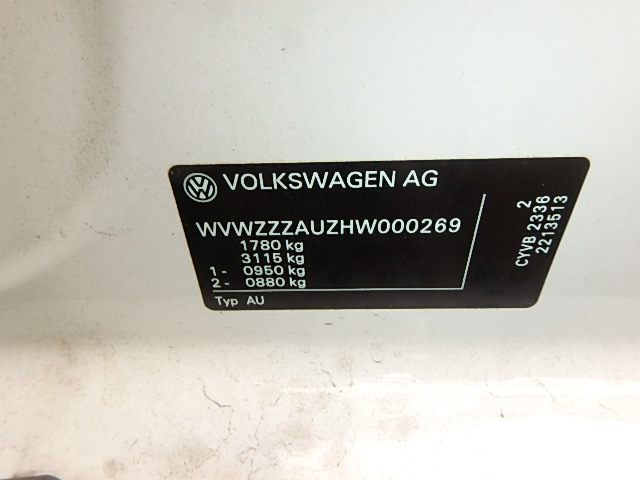 VOLKSWAGEN AG
WVWZZZAUZHW000269
1780 kg
3115 kg
1- 0950 kg
2- 0880 kg
Typ AU
2
CYVB 2336
2213513